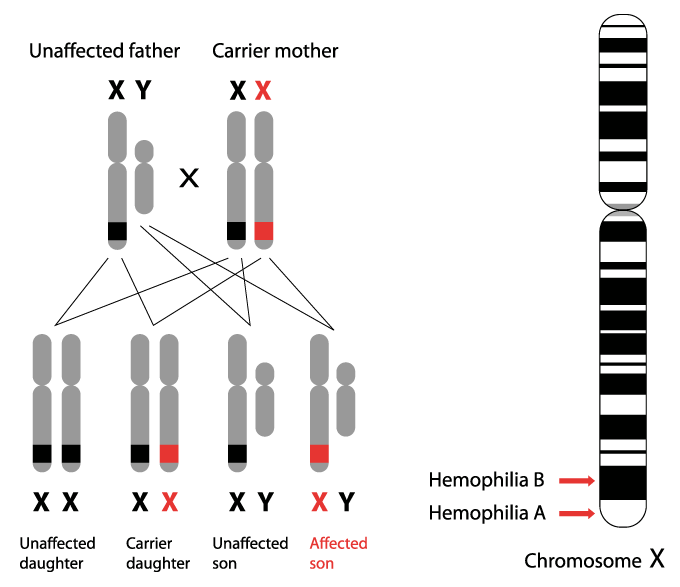 Unaffected father
Carrier mother
X Y
X X
X
X X
X X
X Y
X Y
Unaffected
daughter
Carrier
daughter
Unaffected
son
Affected
son
Hemophilia B
Hemophilia A
Chromosome X